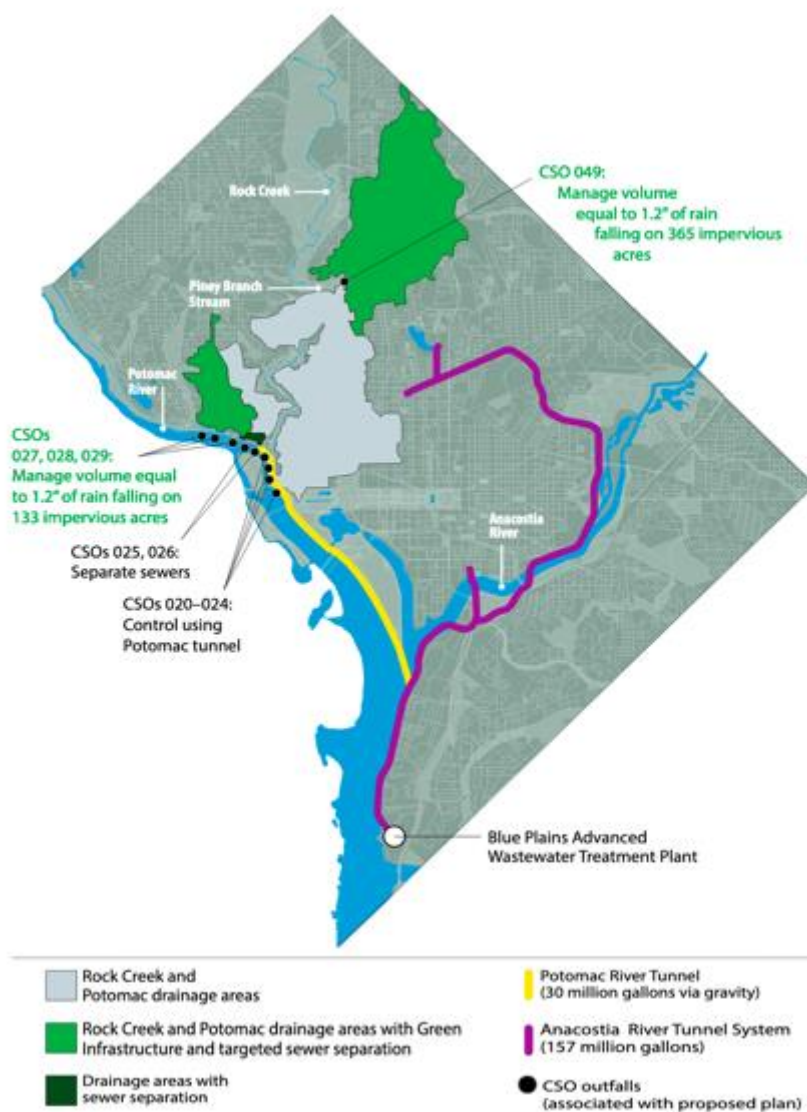 Rock Creek
CSO 049:
Manage volume
equal to 1.2" of rain
falling on 365 impervious
acres
Piney Branch
Stream
Potomac
River
CSOs
027, 028, 029:
Manage volume equal
to 1.2" of rain falling on
133 impervious acres
Anacostia
River
CSOs 025, 026:
Separate sewers
CSOs 020–024:
Control using
Potomac tunnel
Blue Plains Advanced
Wastewater Treatment Plant
Rock Creek and
Potomac drainage areas
Rock Creek and Potomac drainage areas with Green
Infrastructure and targeted sewer separation
Drainage areas with
sewer separation
Potomac River Tunnel
(30 million gallons via gravity)
Anacostia River Tunnel System
(157 million gallons)
CSO outfalls
(associated with proposed plan)